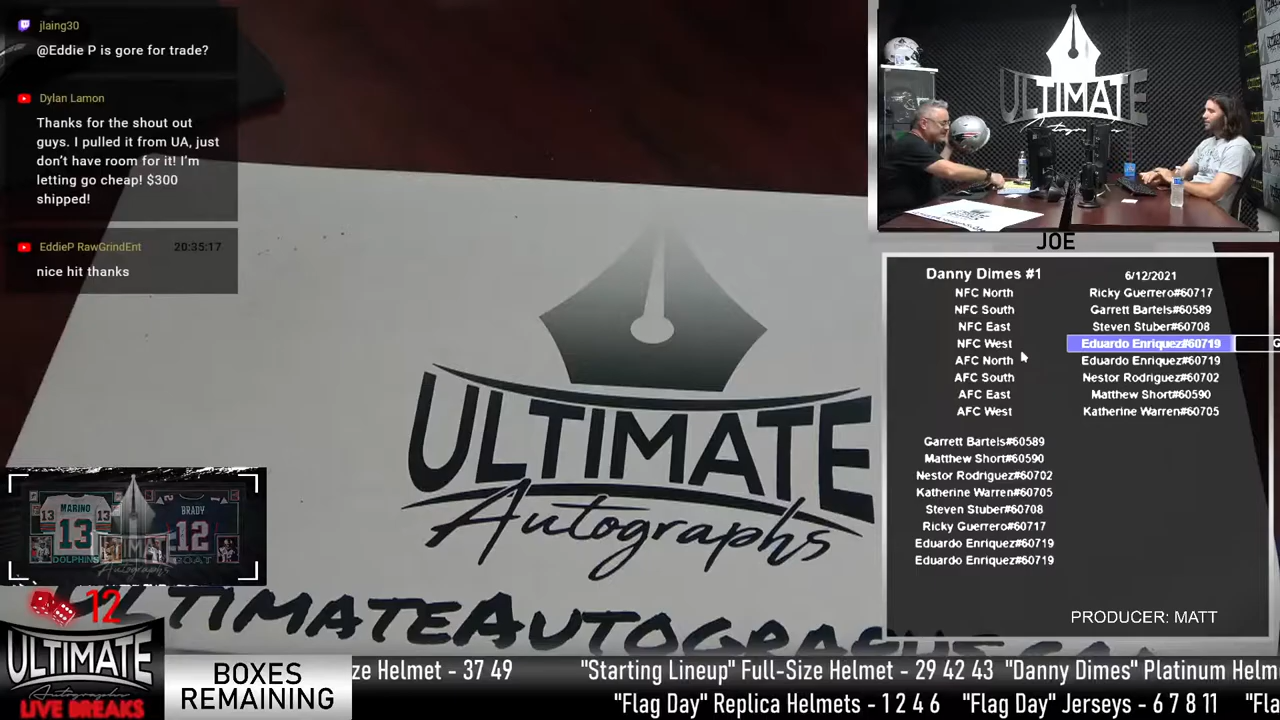 jlaing30
@Eddie P is gore for trade?
Dylan Lamon
Thanks for the shout out
guys. I pulled it from UA, just
don't have room for it! I'm
letting go cheap! $300
shipped!
EddieP RawGrindEnt 20:35:17
nice hit thanks
ULTIMATE
Autographs
JOE
Danny Dimes #1 6/12/2021
NFC North Ricky Guerrero#60717
NFC South Garrett Bartels#60589
NFC East Steven Stuber#60708
NFC West Eduardo Enriquez#60719
AFC North Eduardo Enriquez#60719
AFC South Nestor Rodriguez#60702
AFC East Matthew Short#60590
AFC West Katherine Warren#60705
Garrett Bartels#60589
Matthew Short#60590
Nestor Rodriguez#60702
Katherine Warren#60705
Steven Stuber#60708
Ricky Guerrero#60717
Eduardo Enriquez#60719
Eduardo Enriquez#60719
PRODUCER: MATT
ULTIMATE
Autographs
MARINO
13 13 13
DOLPHINS
BRADY
12
GOAT
12
ULTIMATE
Autographs
LIVE BREAKS
BOXES
REMAINING
ze Helmet - 37 49 "Starting Lineup" Full-Size Helmet - 29 42 43 "Danny Dimes" Platinum Helm
"Flag Day" Replica Helmets - 1 2 4 6 "Flag Day" Jerseys - 6 7 8 11 "Fla